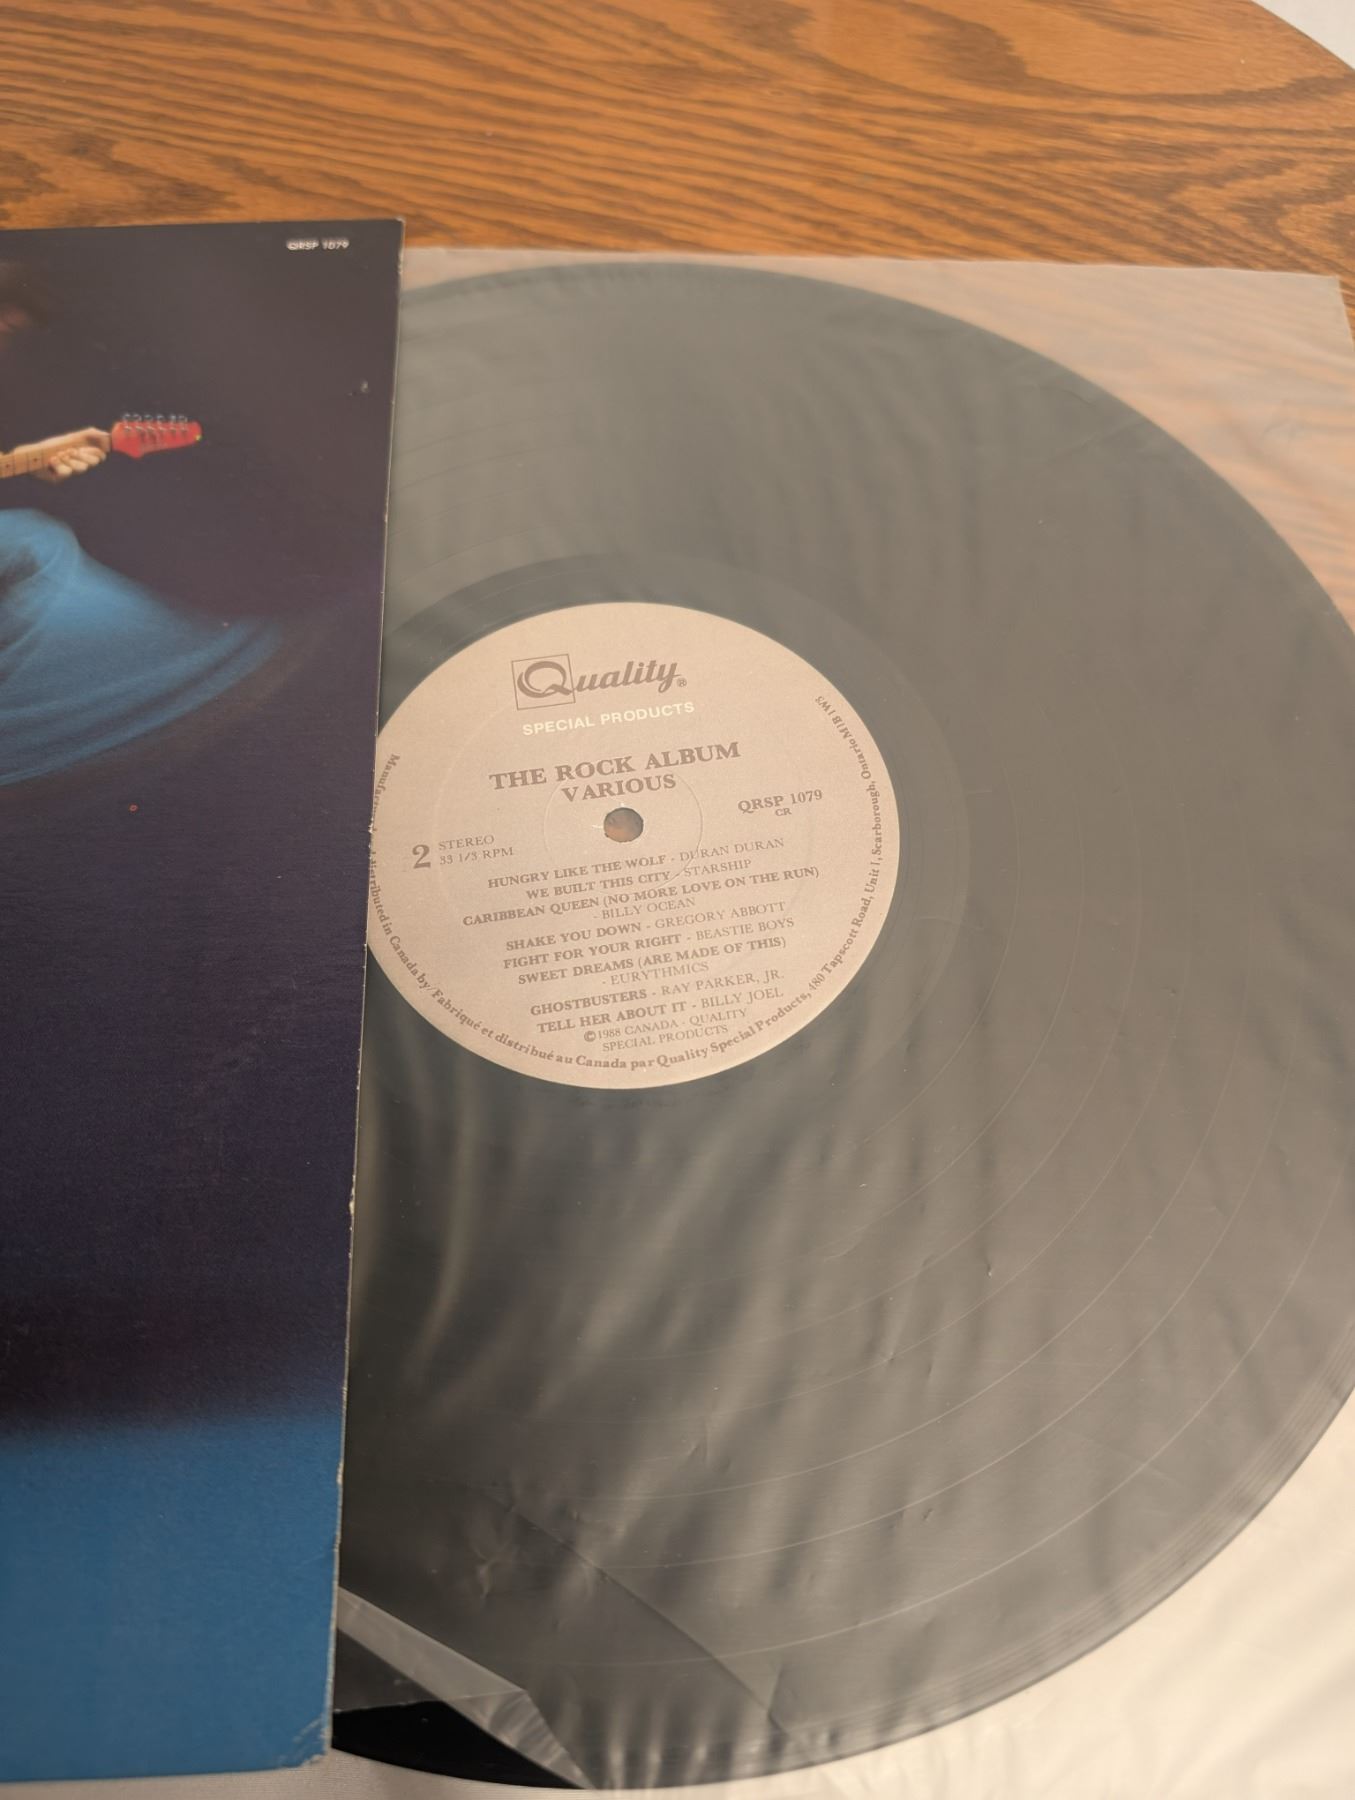 QRSP 1079
Quality®
SPECIAL PRODUCTS
THE ROCK ALBUM
VARIOUS
QRSP 1079
CR
2 STEREO
33 1/3 RPM
HUNGRY LIKE THE WOLF - DURAN DURAN
WE BUILT THIS CITY - STARSHIP
CARIBBEAN QUEEN (NO MORE LOVE ON THE RUN)
- BILLY OCEAN
SHAKE YOU DOWN - GREGORY ABBOTT
FIGHT FOR YOUR RIGHT - BEASTIE BOYS
SWEET DREAMS (ARE MADE OF THIS)
- EURYTHMICS
GHOSTBUSTERS - RAY PARKER, JR.
TELL HER ABOUT IT - BILLY JOEL
©1988 CANADA - QUALITY
SPECIAL PRODUCTS
in Canada by/Fabriqué et distribué au Canada par Quality Special Products, 480 Tapscott Road, Unit 1, Scarborough, Ontario M1B 1W3